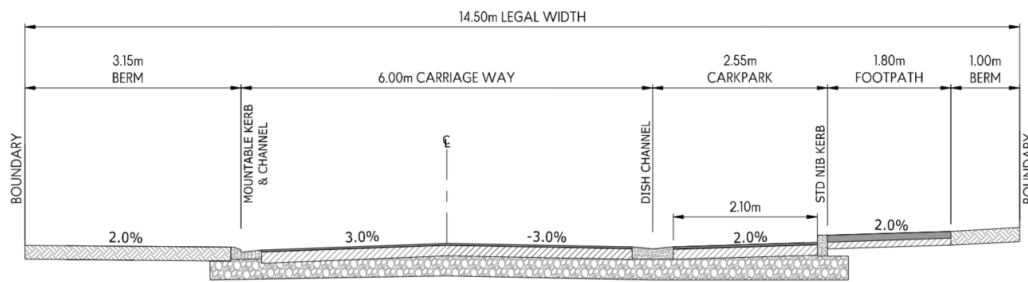 14.50m LEGAL WIDTH
3.15m
BERM
6.00m CARRIAGE WAY
2.55m
CARKPARK
1.80m
FOOTPATH
1.00m
BERM
BOUNDARY
MOUNTABLE KERB
& CHANNEL
℄
DISH CHANNEL
STD NIB KERB
BOUNDARY
2.10m
2.0%
3.0%
-3.0%
2.0%
2.0%